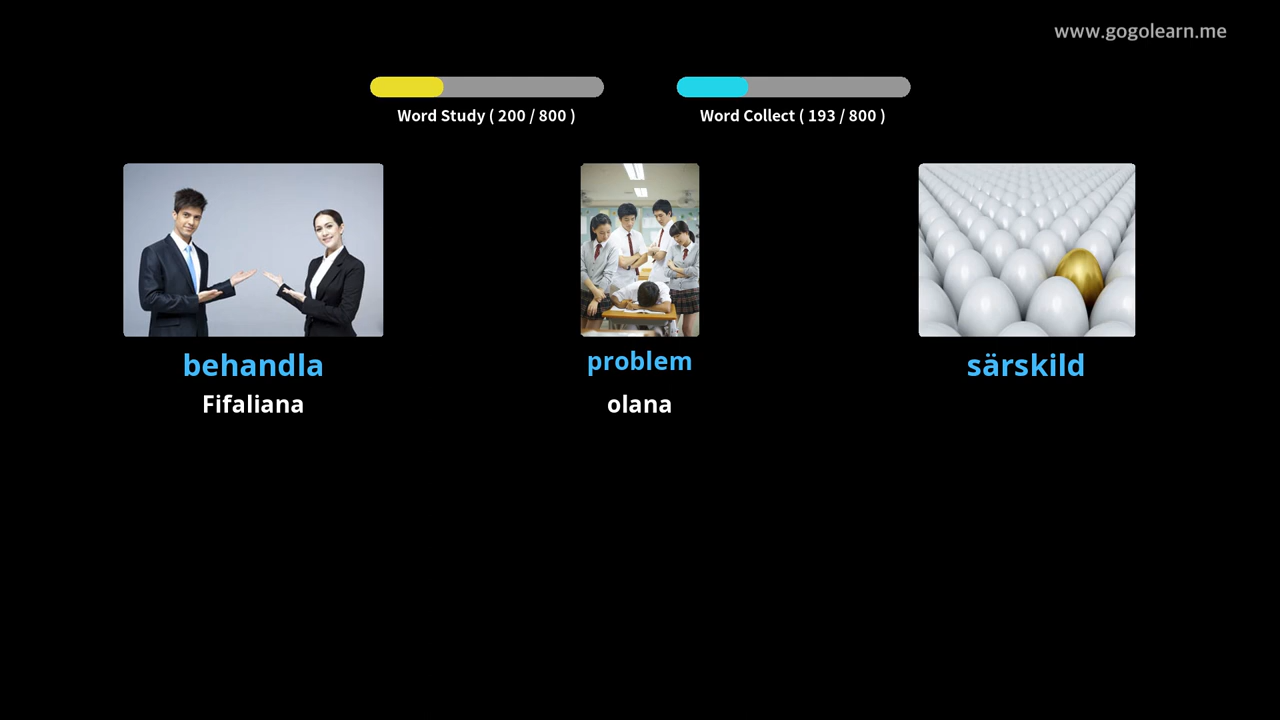 www.gogolearn.me
Word Study ( 200 / 800 )
Word Collect ( 193 / 800 )
behandla
problem
särskild
Fifaliana
olana